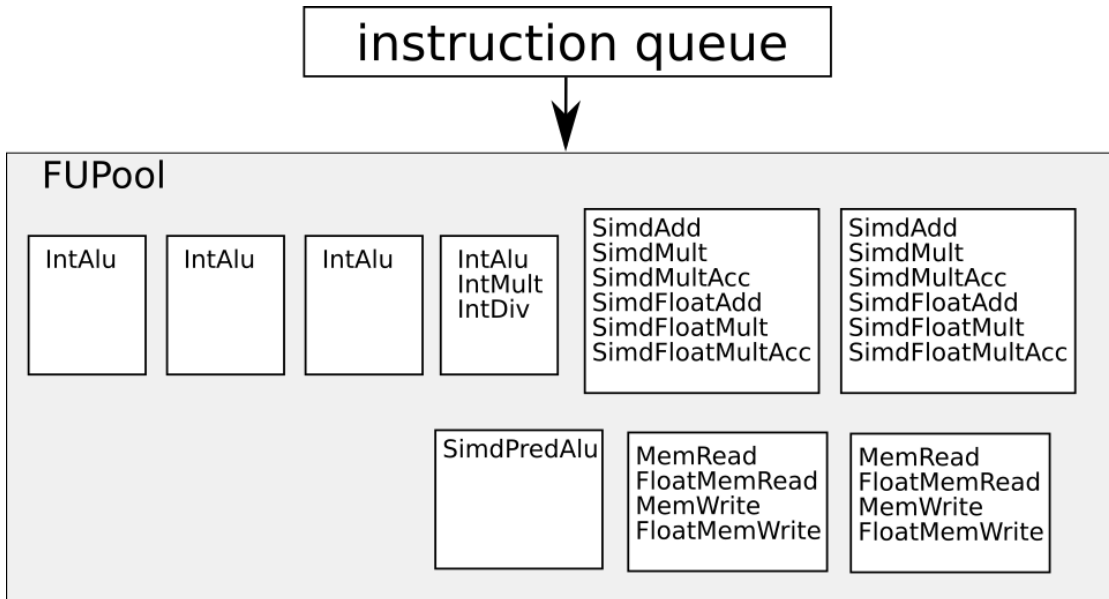 instruction queue
FUPool
IntAlu
IntAlu
IntAlu
IntAlu
IntMult
IntDiv
SimdAdd
SimdMult
SimdMultAcc
SimdFloatAdd
SimdFloatMult
SimdFloatMultAcc
SimdAdd
SimdMult
SimdMultAcc
SimdFloatAdd
SimdFloatMult
SimdFloatMultAcc
SimdPredAlu
MemRead
FloatMemRead
MemWrite
FloatMemWrite
MemRead
FloatMemRead
MemWrite
FloatMemWrite